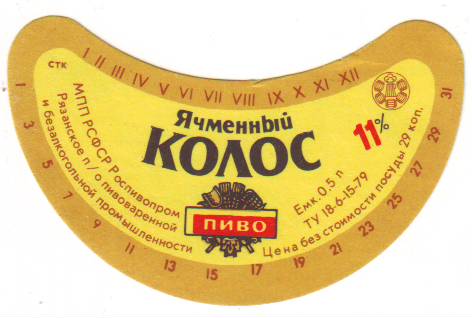 СТК
I II III IV V VI VII VIII IX X XI XII
МПП РСФСР Роспивопром
Рязанское п/о пивоваренной
и безалкогольной промышленности
Ячменный
КОЛОС
11%
ПИВО
Емк. 0,5 л
ТУ 18-6-15-79
Цена без стоимости посуды 29 коп.
1 3 5 7 9 11 13 15 17 19 21 23 25 27 29 31